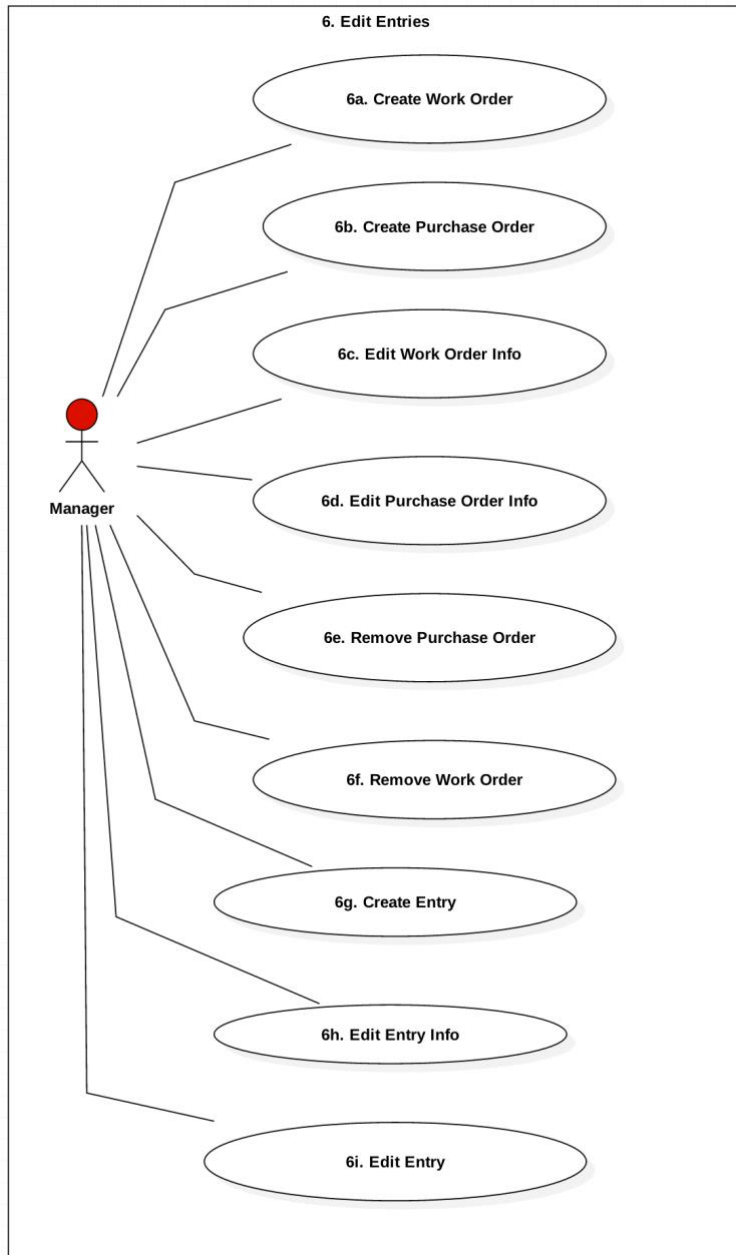 6. Edit Entries
6a. Create Work Order
6b. Create Purchase Order
6c. Edit Work Order Info
6d. Edit Purchase Order Info
Manager
6e. Remove Purchase Order
6f. Remove Work Order
6g. Create Entry
6h. Edit Entry Info
6i. Edit Entry